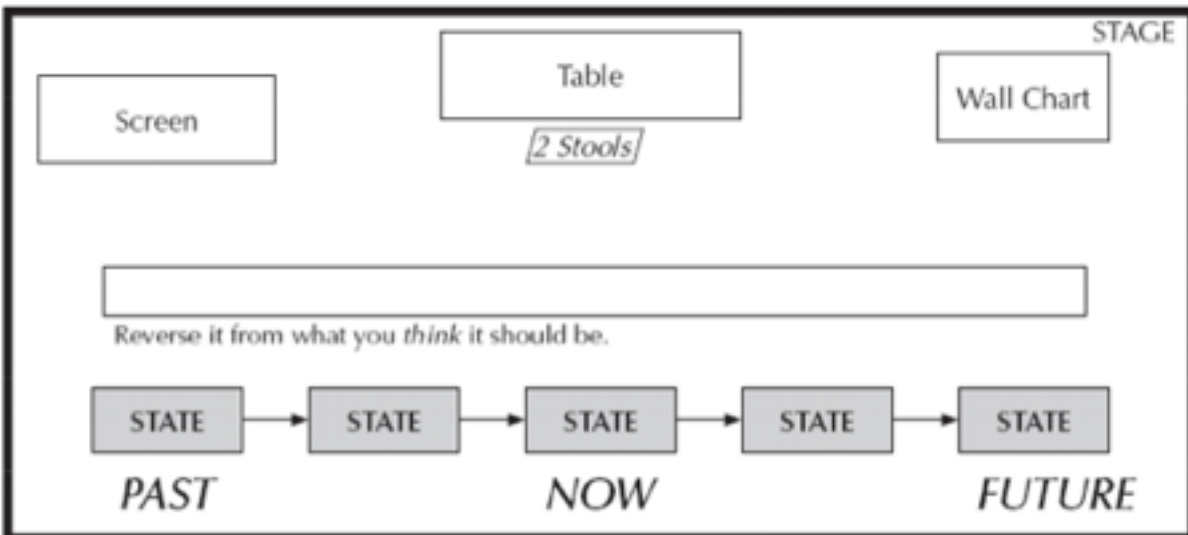 STAGE
Table
Wall Chart
Screen
2 Stools
Reverse it from what you think it should be.
STATE STATE STATE STATE STATE
PAST NOW FUTURE